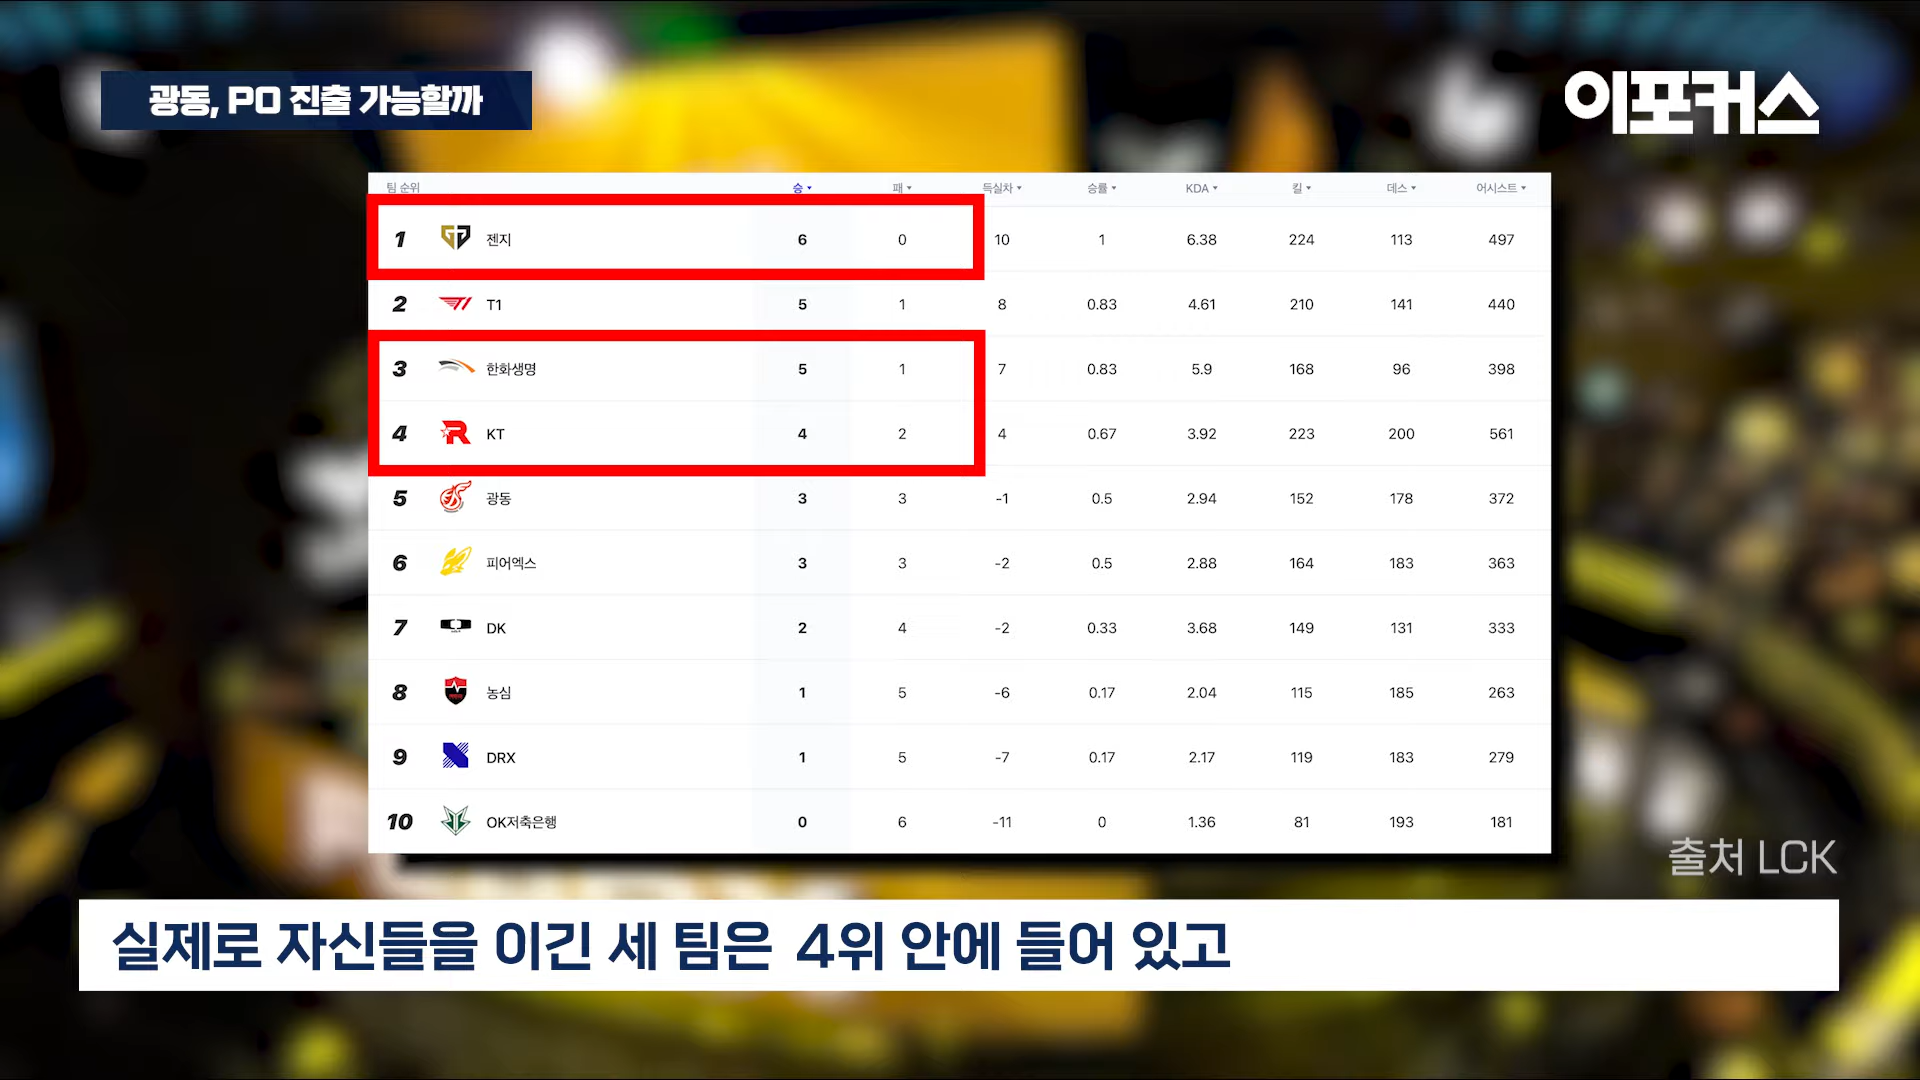 광동, PO 진출 가능할까
이포커스
팀 순위 승 패 득실차 승률 KDA 킬 데스 어시스트
1 젠지 6 0 10 1 6.38 224 113 497
2 T1 5 1 8 0.83 4.61 210 141 440
3 한화생명 5 1 7 0.83 5.9 168 96 398
4 KT 4 2 4 0.67 3.92 223 200 561
5 광동 3 3 -1 0.5 2.94 152 178 372
6 피어엑스 3 3 -2 0.5 2.88 164 183 363
7 DK 2 4 -2 0.33 3.68 149 131 333
8 농심 1 5 -6 0.17 2.04 115 185 263
9 DRX 1 5 -7 0.17 2.17 119 183 279
10 OK저축은행 0 6 -11 0 1.36 81 193 181
출처 LCK
실제로 자신들을 이긴 세 팀은 4위 안에 들어 있고